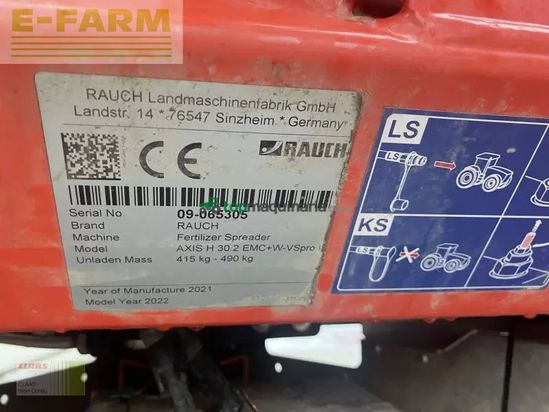 E-FARM
RAUCH Landmaschinenfabrik GmbH
Landstr. 14 * 76547 Sinzheim * Germany
CE
RAUCH
Serial No 09-065305
Brand RAUCH
Machine Fertilizer Spreader
Model AXIS H 30.2 EMC+W-VSpro
Unladen Mass 415 kg - 490 kg
Year of Manufacture 2021
Model Year 2022
LS
KS
CLAAS